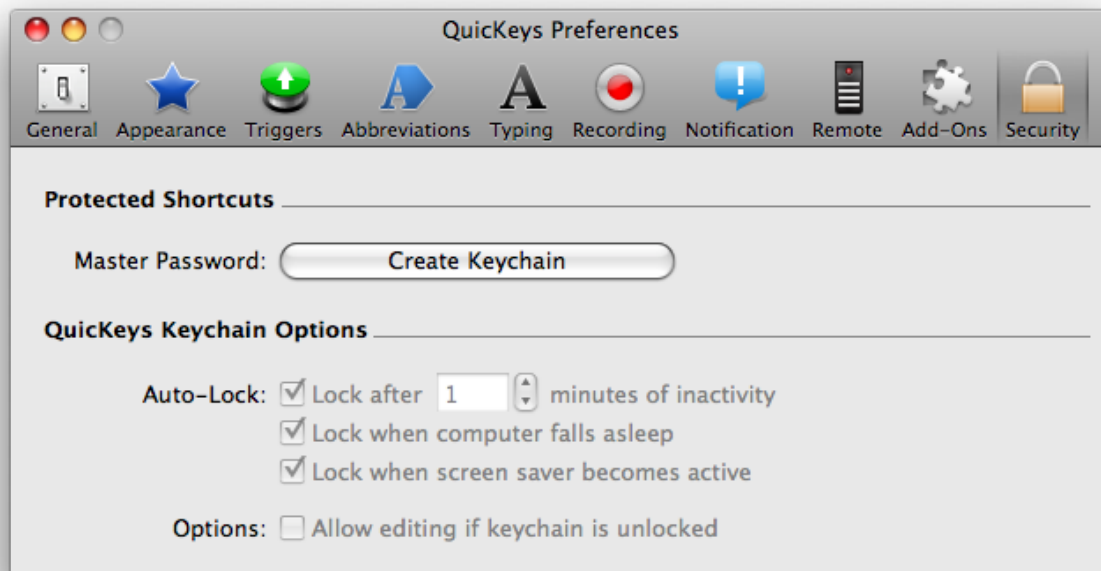 QuicKeys Preferences
General Appearance Triggers Abbreviations Typing Recording Notification Remote Add-Ons Security
Protected Shortcuts
Master Password: Create Keychain
QuicKeys Keychain Options
Auto-Lock: Lock after 1 minutes of inactivity
Lock when computer falls asleep
Lock when screen saver becomes active
Options: Allow editing if keychain is unlocked